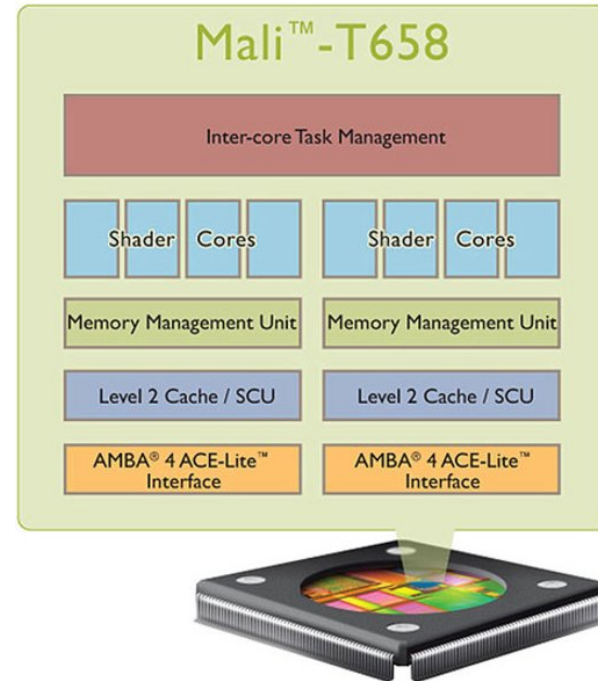 Mali™-T658
Inter-core Task Management
Shader Cores
Shader Cores
Memory Management Unit
Memory Management Unit
Level 2 Cache / SCU
Level 2 Cache / SCU
AMBA® 4 ACE-Lite™
Interface
AMBA® 4 ACE-Lite™
Interface